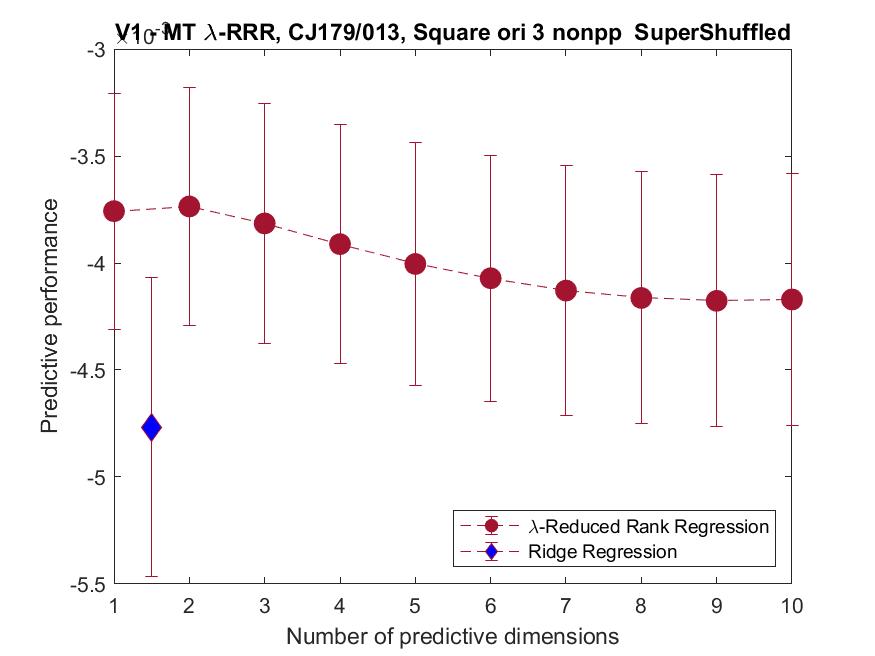 V1 - MT λ-RRR, CJ179/013, Square ori 3 nonpp SuperShuffled
×10⁻³
-3
-3.5
-4
-4.5
-5
-5.5
Predictive performance
λ-Reduced Rank Regression
Ridge Regression
1 2 3 4 5 6 7 8 9 10
Number of predictive dimensions